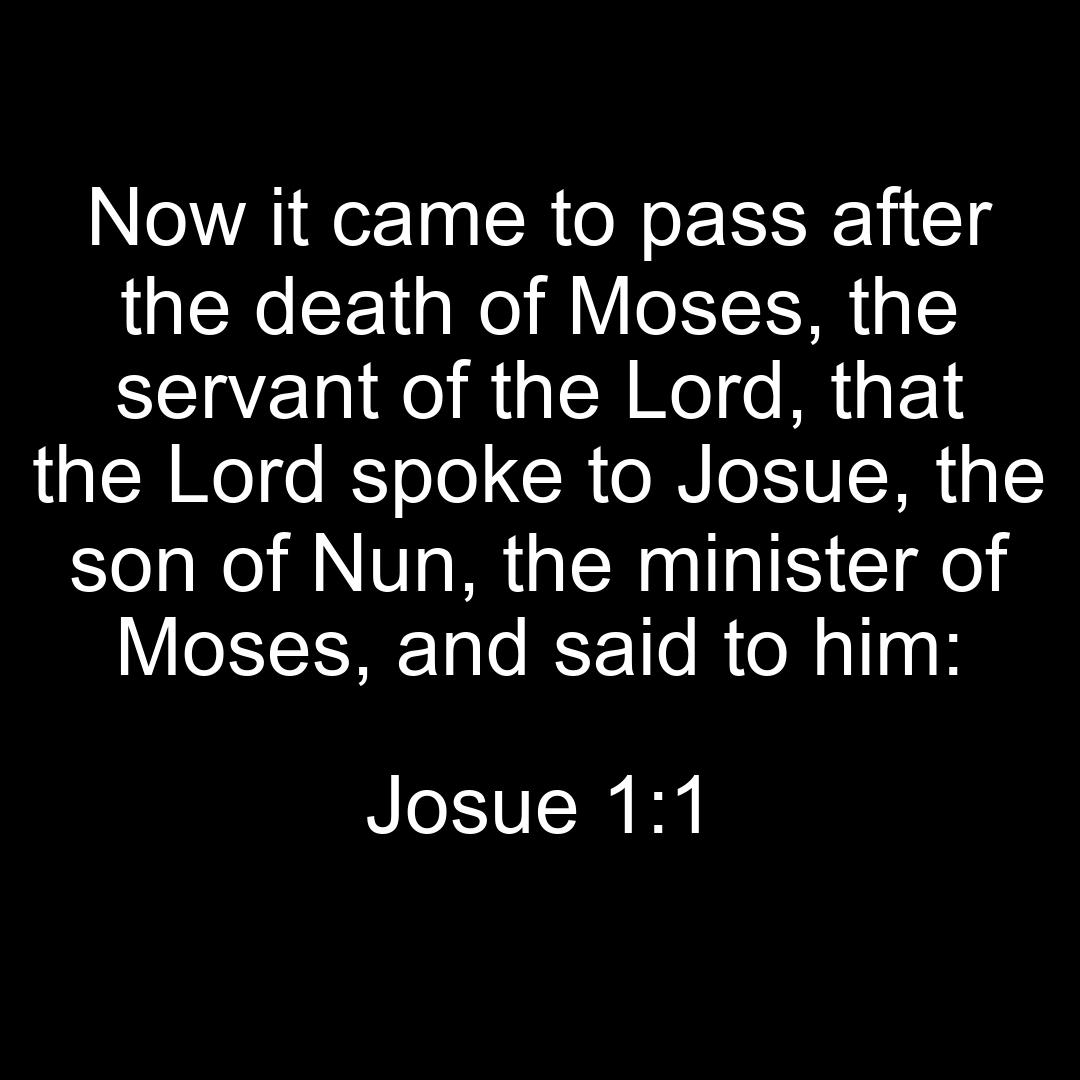 Now it came to pass after
the death of Moses, the
servant of the Lord, that
the Lord spoke to Josue, the
son of Nun, the minister of
Moses, and said to him:
Josue 1:1